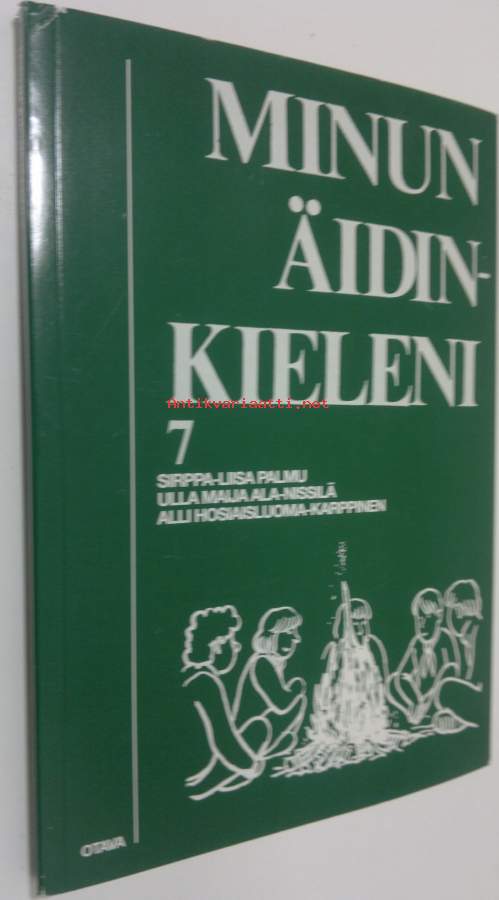 MINUN
ÄIDIN-
KIELENI
Antikvariaatti.net
7
SIRPPA-LIISA PALMU
ULLA MAIJA ALA-NISSILÄ
ALLI HOSIAISLUOMA-KARPPINEN
OTAVA